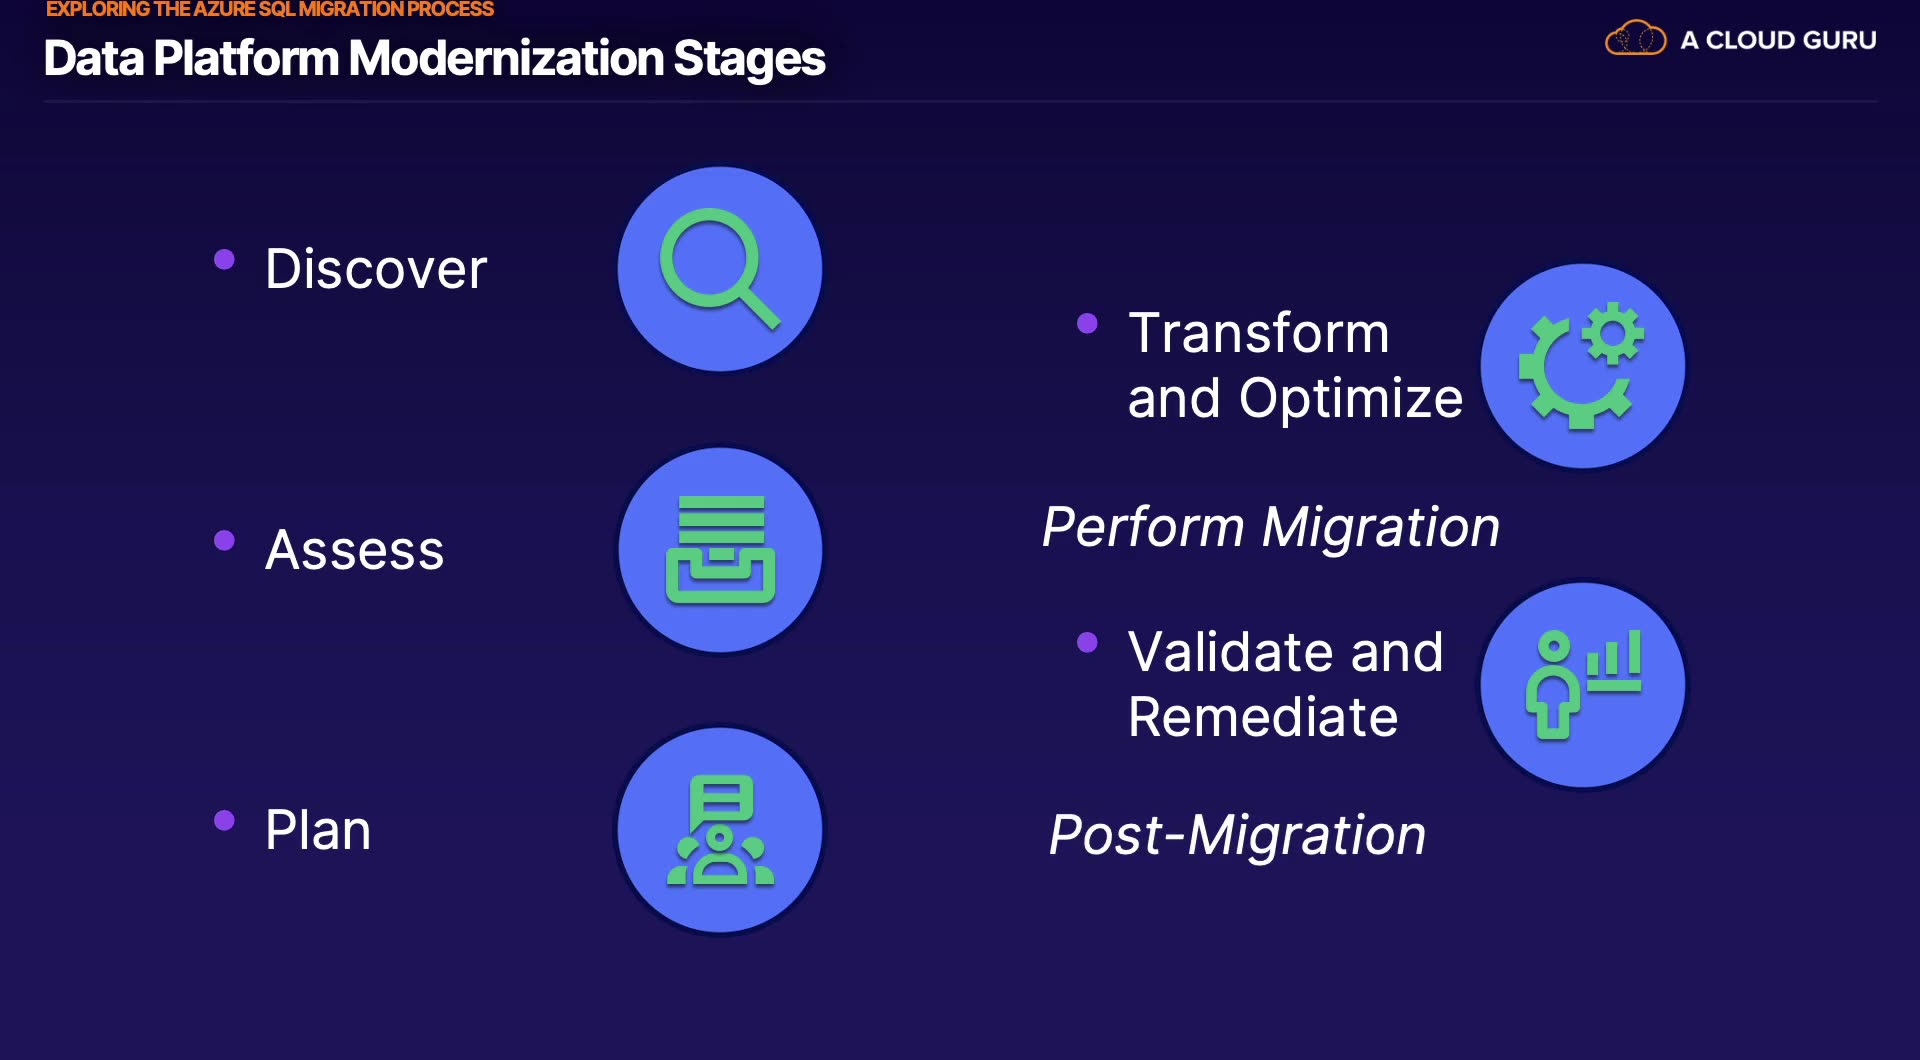 EXPLORING THE AZURE SQL MIGRATION PROCESS
Data Platform Modernization Stages
A CLOUD GURU
Discover
Assess
Plan
Transform
and Optimize
Perform Migration
Validate and
Remediate
Post-Migration